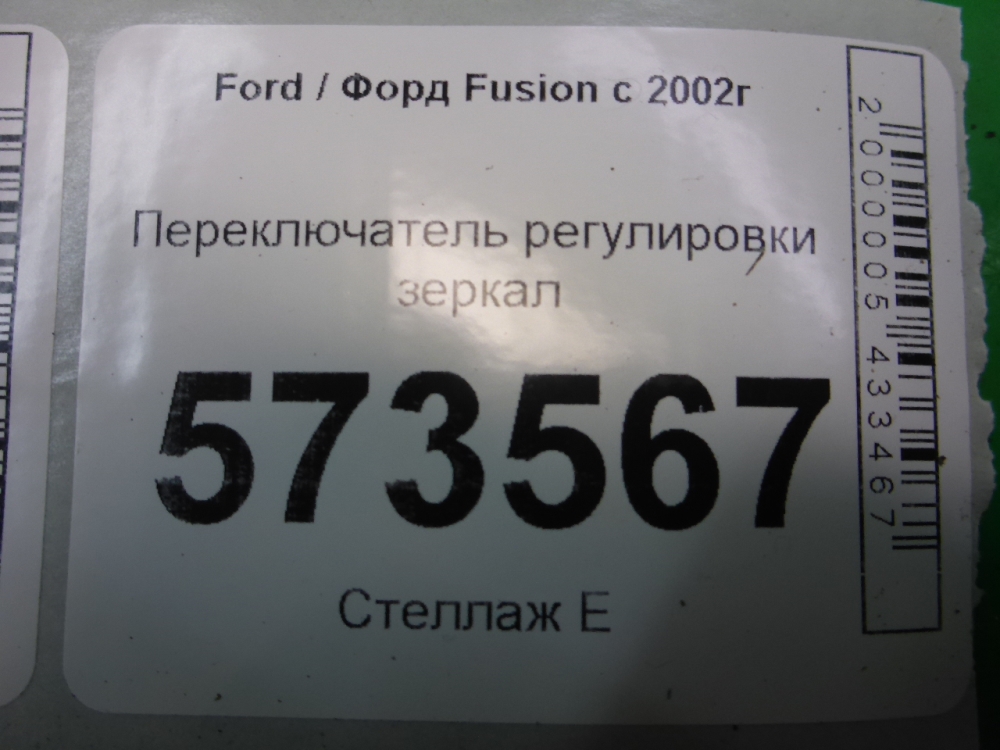 Ford / Форд Fusion с 2002г
Переключатель регулировки
зеркал
573567
Стеллаж Е
2000005433467